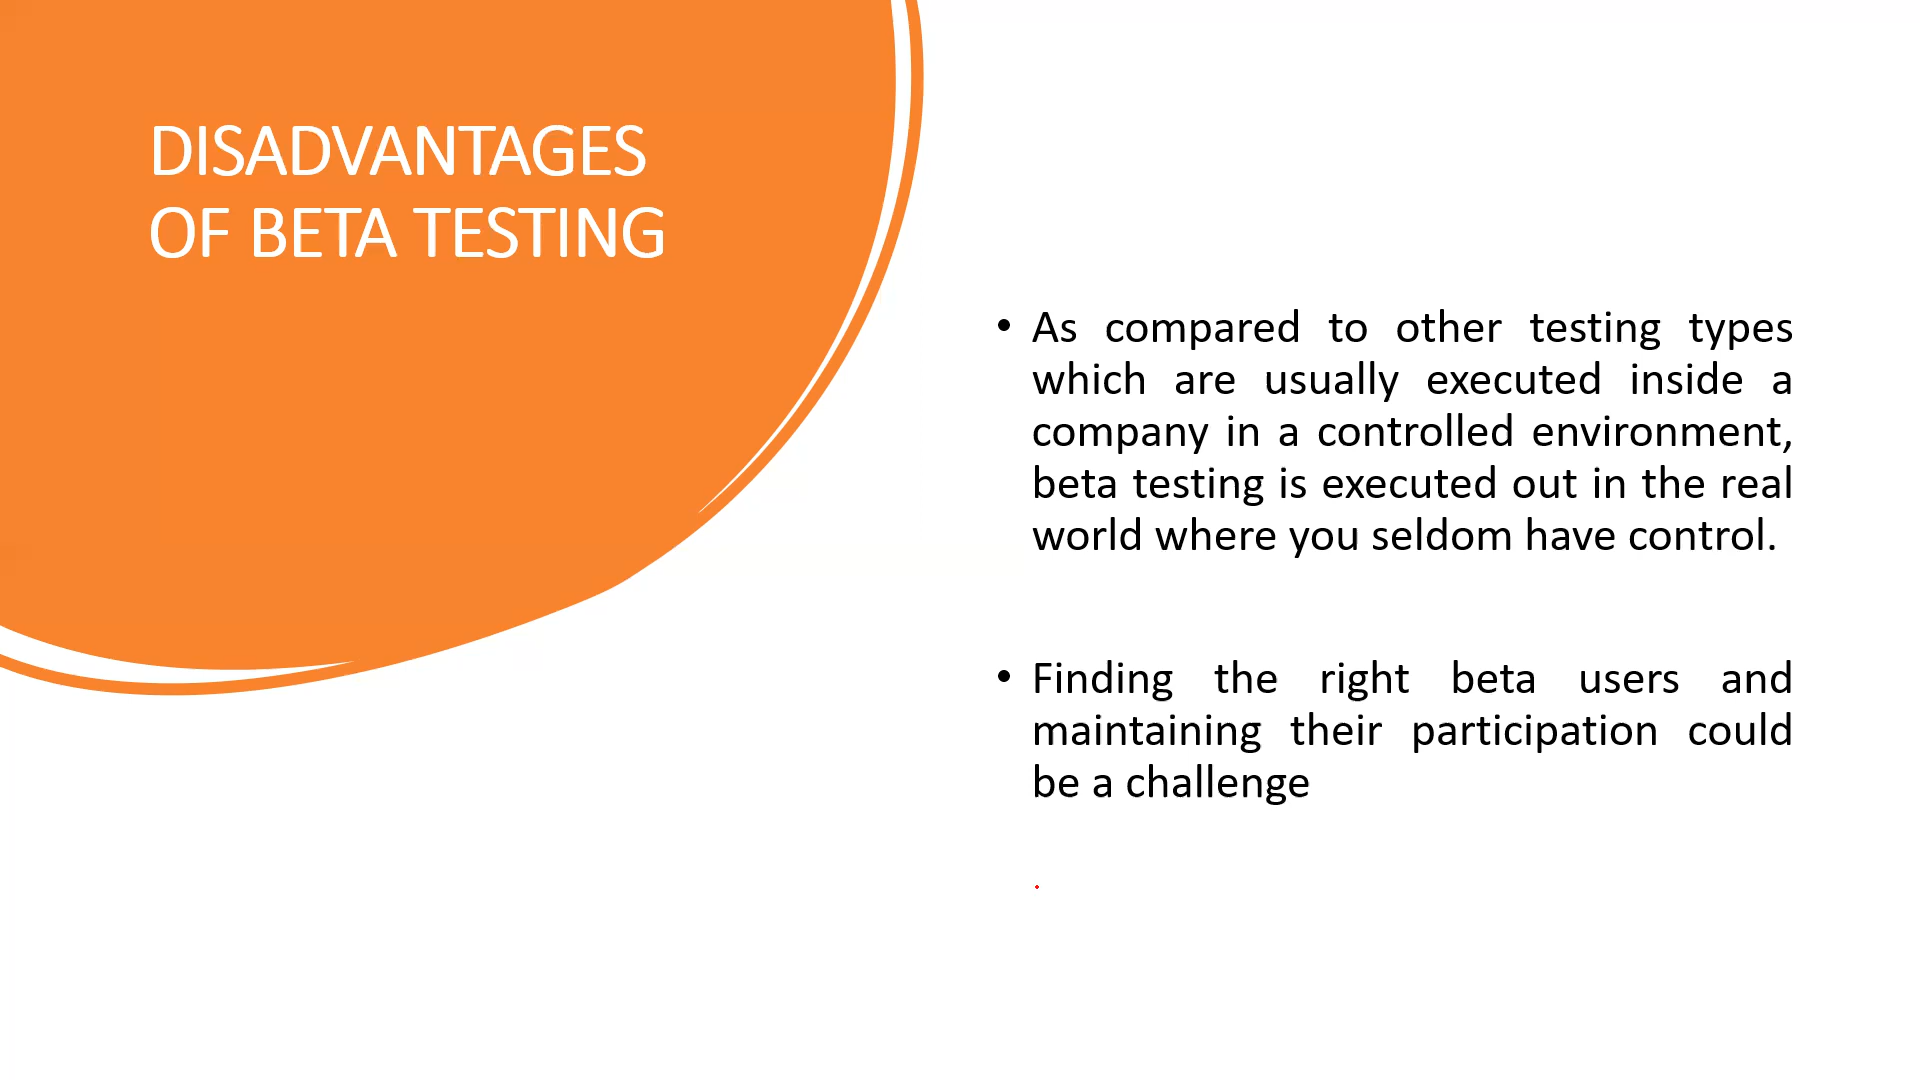 DISADVANTAGES
OF BETA TESTING
• As compared to other testing types
which are usually executed inside a
company in a controlled environment,
beta testing is executed out in the real
world where you seldom have control.
• Finding the right beta users and
maintaining their participation could
be a challenge